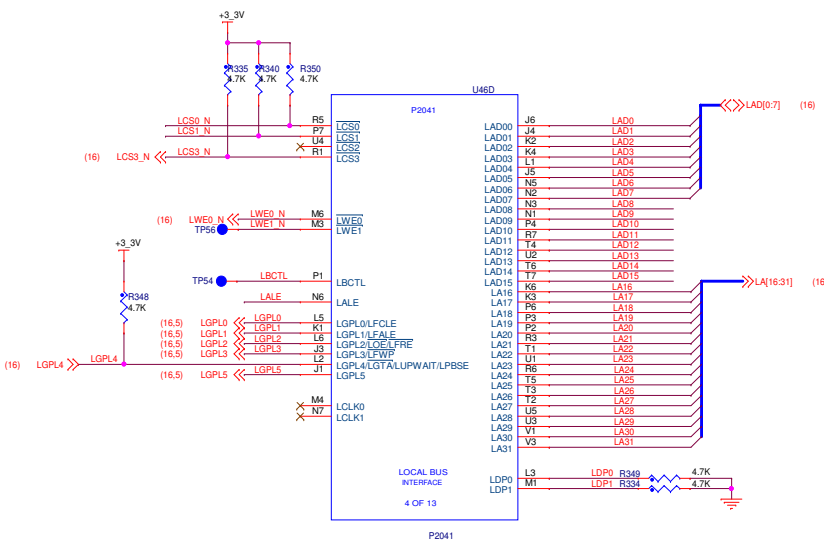 +3_3V
R335 R340 R350
4.7K 4.7K 4.7K
U46D
P2041
LAD[0:7] (16)
LCS0_N R5 LCS0
LCS1_N P7 LCS1
U4 LCS2
(16) LCS3_N LCS3_N R1 LCS3
(16) LWE0_N LWE0_N M6 LWE0
TP56 LWE1_N M3 LWE1
+3_3V
TP54 LBCTL P1 LBCTL
R348
4.7K
LALE N6 LALE
(16,5) LGPL0 LGPL0 L5 LGPL0/LFCLE
(16,5) LGPL1 LGPL1 K1 LGPL1/LFALE
(16,5) LGPL2 LGPL2 L6 LGPL2/LOE/LFRE
(16,5) LGPL3 LGPL3 J3 LGPL3/LFWP
(16) LGPL4 LGPL4 L2 LGPL4/LGTA/LUPWAIT/LPBSE
(16,5) LGPL5 LGPL5 J1 LGPL5
M4 LCLK0
N7 LCLK1
LAD00 J6 LAD0
LAD01 J4 LAD1
LAD02 K2 LAD2
LAD03 K4 LAD3
LAD04 L1 LAD4
LAD05 J5 LAD5
LAD06 N5 LAD6
LAD07 N2 LAD7
LAD08 N3 LAD8
LAD09 N1 LAD9
LAD10 P4 LAD10
LAD11 R7 LAD11
LAD12 T4 LAD12
LAD13 U2 LAD13
LAD14 T6 LAD14
LAD15 T7 LAD15
LA[16:31] (16
LA16 K6 LA16
LA17 K3 LA17
LA18 P6 LA18
LA19 P3 LA19
LA20 P2 LA20
LA21 R3 LA21
LA22 T1 LA22
LA23 U1 LA23
LA24 R6 LA24
LA25 T5 LA25
LA26 T3 LA26
LA27 T2 LA27
LA28 U5 LA28
LA29 U3 LA29
LA30 V1 LA30
LA31 V3 LA31
LDP0 L3 LDP0 R349 4.7K
LDP1 M1 LDP1 R334 4.7K
LOCAL BUS
INTERFACE
4 OF 13
P2041